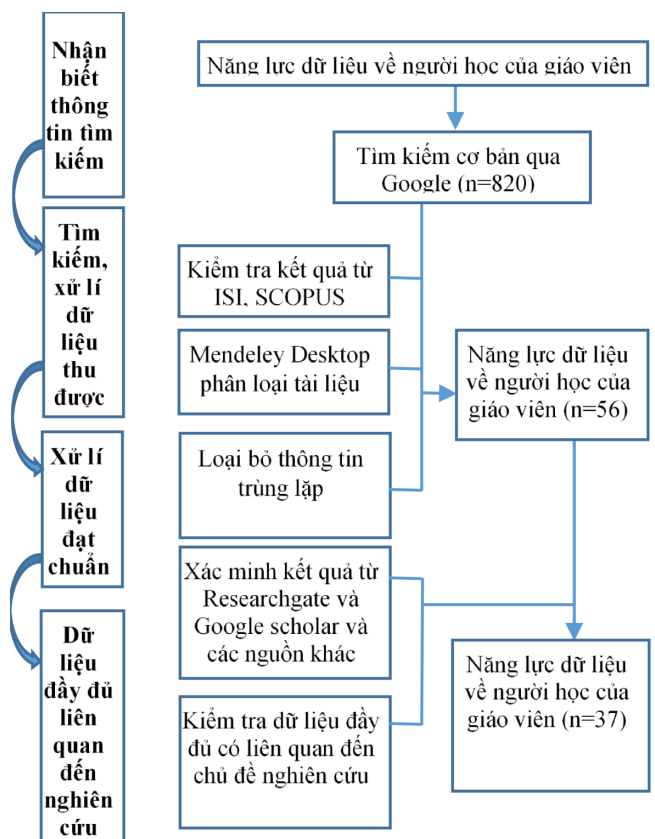 Nhận
biết
thông
tin tìm
kiếm
Tìm
kiếm,
xử lí
dữ
liệu
thu
được
Xử lí
dữ
liệu
đạt
chuẩn
Dữ
liệu
đầy đủ
liên
quan
đến
nghiên
cứu
Năng lực dữ liệu về người học của giáo viên
Tìm kiếm cơ bản qua
Google (n=820)
Kiểm tra kết quả từ
ISI, SCOPUS
Mendeley Desktop
phân loại tài liệu
Loại bỏ thông tin
trùng lặp
Năng lực dữ liệu
về người học của
giáo viên (n=56)
Xác minh kết quả từ
Researchgate và
Google scholar và
các nguồn khác
Kiểm tra dữ liệu đầy
đủ có liên quan đến
chủ đề nghiên cứu
Năng lực dữ liệu
về người học của
giáo viên (n=37)